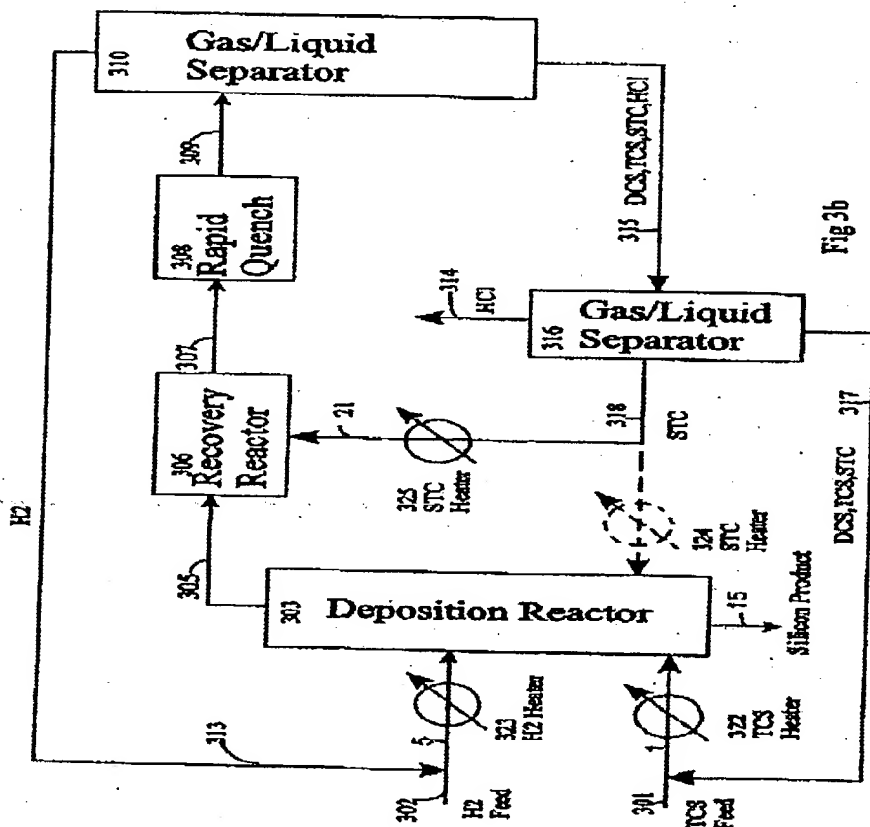 H2
310 Gas/Liquid
Separator
309
308 Rapid
Quench
307
306 Recovery
Reactor
305
21
325 STC
Heater
315
DCS,TCS,STC,HCl
314
HCl
316 Gas/Liquid
Separator
318
STC
317
DCS,TCS,STC
324 STC
Heater
303 Deposition Reactor
15
Silicon Product
313
302
H2
Feed
5
323
H2 Heater
301
TCS
Feed
1
322
TCS
Heater
Fig 3b